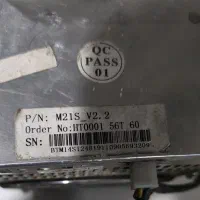 QC
PASS
01
P/N: M21S_V2.2
Order No:HT0001 56T 60
SN: